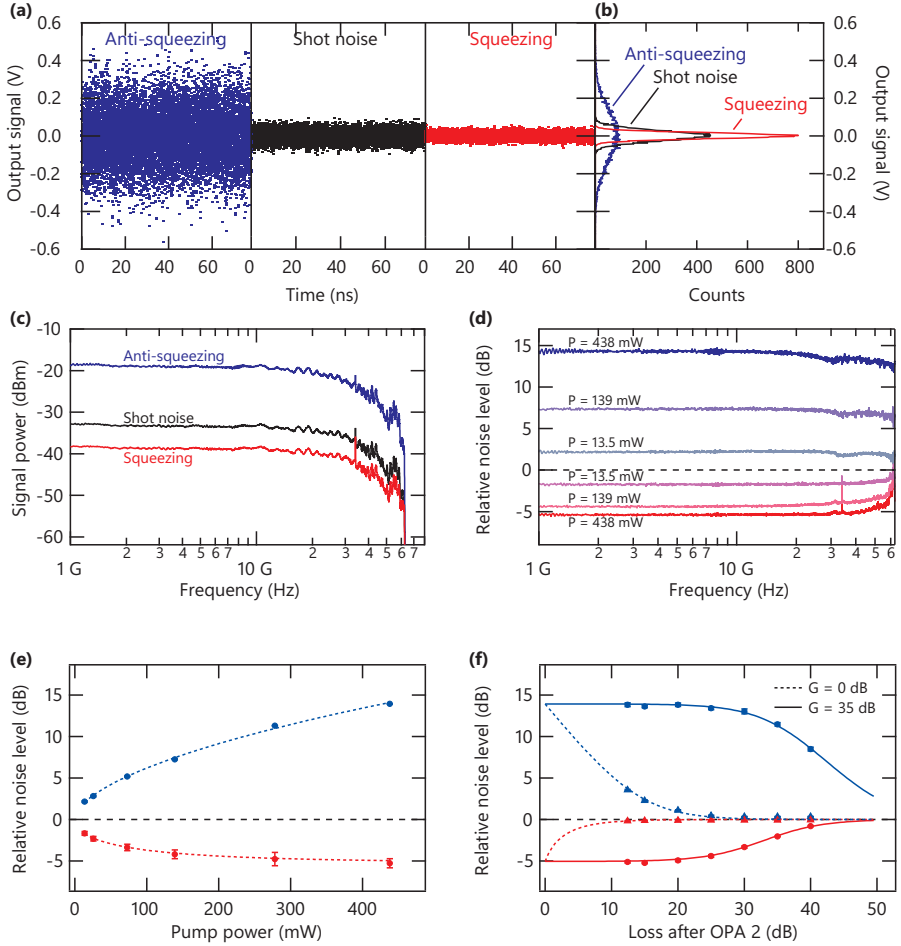 (a)
(b)
Anti-squeezing
Shot noise
Squeezing
Output signal (V)
0.6
0.4
0.2
0.0
-0.2
-0.4
-0.6
0 20 40 60 0 20 40 60 0 20 40 60
Time (ns)
Anti-squeezing
Shot noise
Squeezing
0.6
0.4
0.2
0.0
-0.2
-0.4
-0.6
Output signal (V)
200 400 600 800
Counts
(c)
Signal power (dBm)
-10
-20
-30
-40
-50
-60
Anti-squeezing
Shot noise
Squeezing
2 3 4 5 6 7 2 3 4 5 6 7
1 G 10 G
Frequency (Hz)
(d)
Relative noise level (dB)
15
10
5
0
-5
P = 438 mW
P = 139 mW
P = 13.5 mW
P = 13.5 mW
P = 139 mW
P = 438 mW
2 3 4 5 6 7 2 3 4 5 6
1 G 10 G
Frequency (Hz)
(e)
Relative noise level (dB)
15
10
5
0
-5
0 100 200 300 400
Pump power (mW)
(f)
Relative noise level (dB)
15
10
5
0
-5
G = 0 dB
G = 35 dB
0 10 20 30 40 50
Loss after OPA 2 (dB)